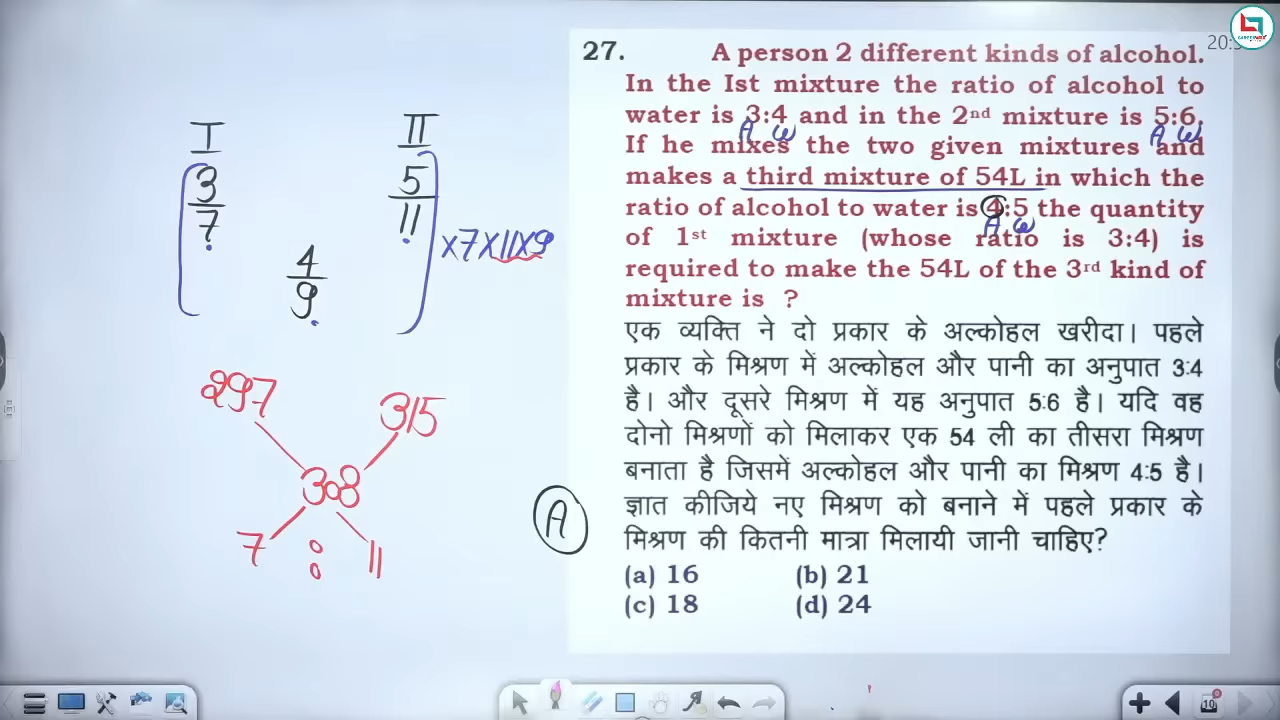 20:
27. A person 2 different kinds of alcohol.
In the Ist mixture the ratio of alcohol to
water is 3:4 and in the 2nd mixture is 5:6.
A W A W
If he mixes the two given mixtures and
makes a third mixture of 54L in which the
ratio of alcohol to water is 4:5 the quantity
A W
of 1st mixture (whose ratio is 3:4) is
required to make the 54L of the 3rd kind of
mixture is ?
एक व्यक्ति ने दो प्रकार के अल्कोहल खरीदा। पहले
प्रकार के मिश्रण में अल्कोहल और पानी का अनुपात 3:4
है। और दूसरे मिश्रण में यह अनुपात 5:6 है। यदि वह
दोनो मिश्रणों को मिलाकर एक 54 ली का तीसरा मिश्रण
बनाता है जिसमें अल्कोहल और पानी का मिश्रण 4:5 है।
ज्ञात कीजिये नए मिश्रण को बनाने में पहले प्रकार के
मिश्रण की कितनी मात्रा मिलायी जानी चाहिए?
(a) 16 (b) 21
(c) 18 (d) 24
I II
3/7 5/11 ×7×11×9
4/9
297 315
308
7 : 11
A
10